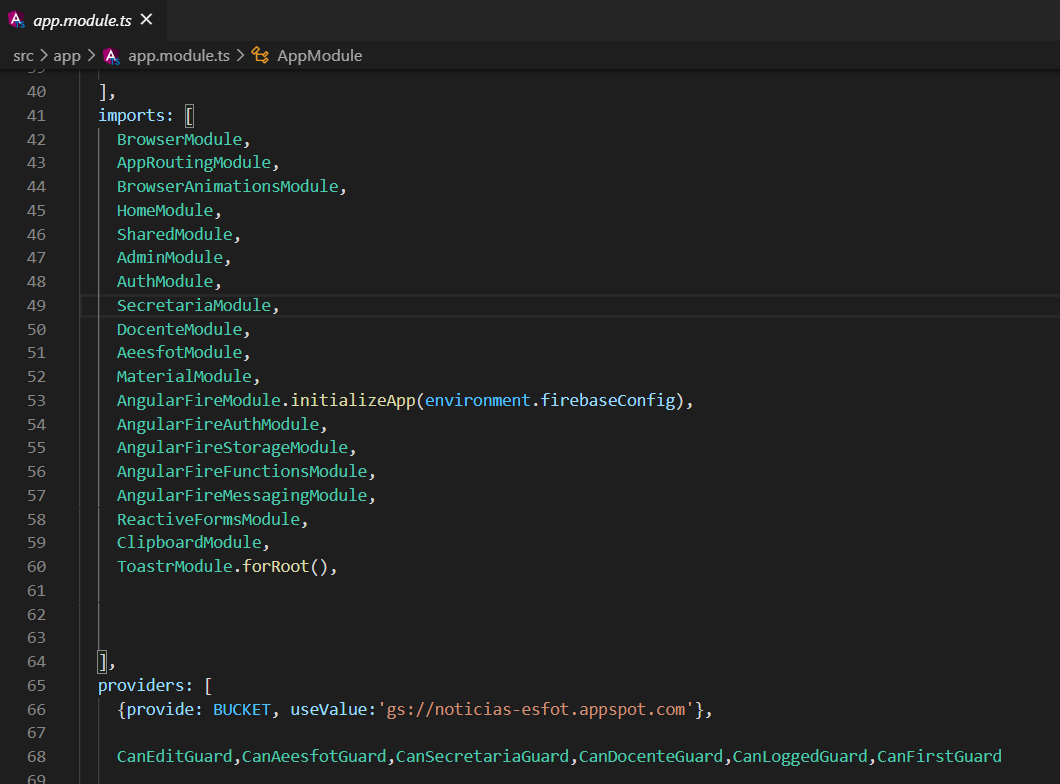 app.module.ts
src > app > app.module.ts > AppModule
39
40 ],
41 imports: [
42 BrowserModule,
43 AppRoutingModule,
44 BrowserAnimationsModule,
45 HomeModule,
46 SharedModule,
47 AdminModule,
48 AuthModule,
49 SecretariaModule,
50 DocenteModule,
51 AeesfotModule,
52 MaterialModule,
53 AngularFireModule.initializeApp(environment.firebaseConfig),
54 AngularFireAuthModule,
55 AngularFireStorageModule,
56 AngularFireFunctionsModule,
57 AngularFireMessagingModule,
58 ReactiveFormsModule,
59 ClipboardModule,
60 ToastrModule.forRoot(),
61
62
63
64 ],
65 providers: [
66 {provide: BUCKET, useValue:'gs://noticias-esfot.appspot.com'},
67
68 CanEditGuard,CanAeesfotGuard,CanSecretariaGuard,CanDocenteGuard,CanLoggedGuard,CanFirstGuard
69